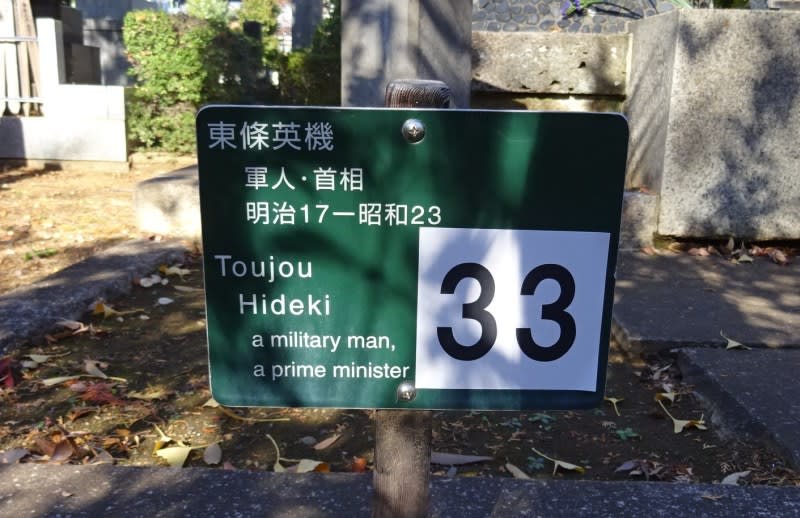 東條英機
軍人・首相
明治17ー昭和23
Toujou
Hideki
a military man,
a prime minister
33